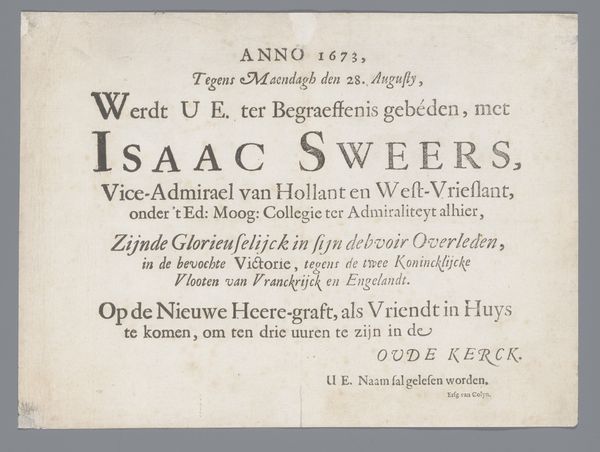 ANNO 1673,
Tegens Maendagh den 28. Augusty,
Werdt U E. ter Begraeffenis gebéden, met
ISAAC SWEERS,
Vice-Admirael van Hollant en Weſt-Vrieſlant,
onder 't Ed: Moog: Collegie ter Admiraliteyt alhier,
Zijnde Glorieuſelijck in ſijn debvoir Overleden,
in de bevochte Victorie, tegens de twee Konincklijcke
Vlooten van Vranckrijck en Engelandt.
Op de Nieuwe Heere-graft, als Vriendt in Huys
te komen, om ten drie uuren te zijn in de
OUDE KERCK.
U E. Naam ſal geleſen worden.
van Colyn.